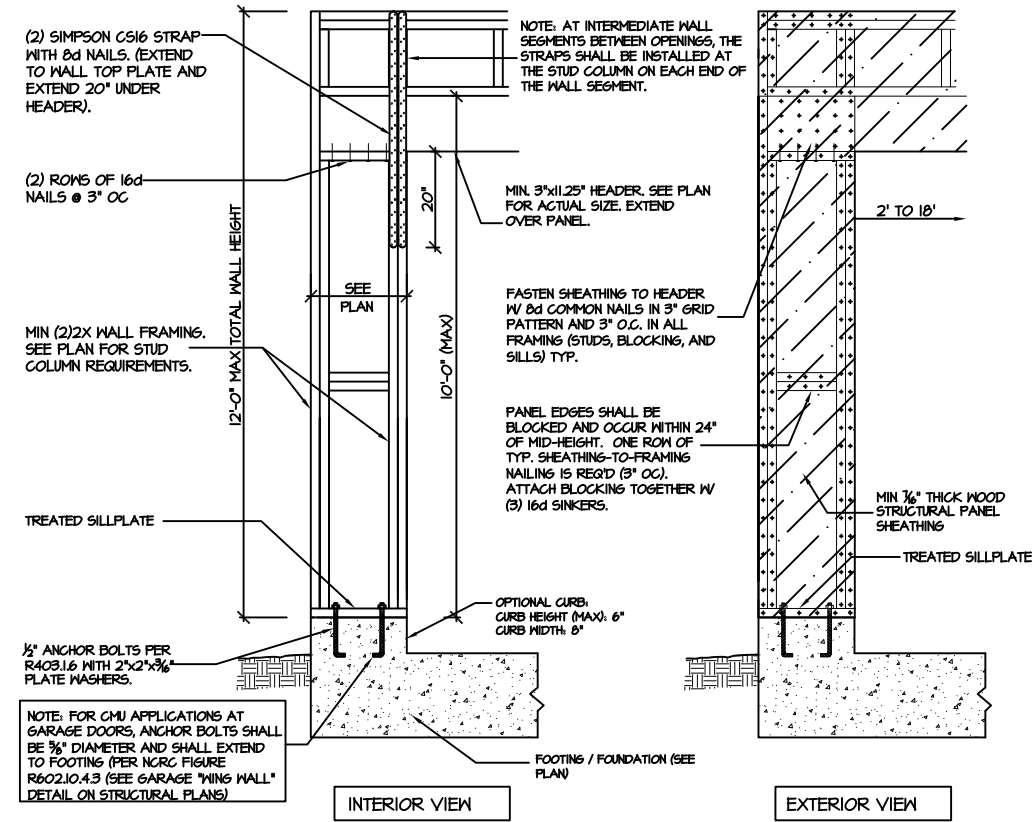 (2) SIMPSON CS16 STRAP
WITH 8d NAILS. (EXTEND
TO WALL TOP PLATE AND
EXTEND 20" UNDER
HEADER).
(2) ROWS OF 16d
NAILS @ 3" OC
12'-0" MAX TOTAL WALL HEIGHT
MIN (2)2X WALL FRAMING.
SEE PLAN FOR STUD
COLUMN REQUIREMENTS.
TREATED SILLPLATE
1/2" ANCHOR BOLTS PER
R403.1.6 WITH 2"x2"x3/16"
PLATE WASHERS.
NOTE: FOR CMU APPLICATIONS AT
GARAGE DOORS, ANCHOR BOLTS SHALL
BE 5/8" DIAMETER AND SHALL EXTEND
TO FOOTING (PER NCRC FIGURE
R602.10.4.3 (SEE GARAGE "WING WALL"
DETAIL ON STRUCTURAL PLANS)
SEE
PLAN
20"
10'-0" (MAX)
NOTE: AT INTERMEDIATE WALL
SEGMENTS BETWEEN OPENINGS, THE
STRAPS SHALL BE INSTALLED AT
THE STUD COLUMN ON EACH END OF
THE WALL SEGMENT.
MIN. 3"x11.25" HEADER. SEE PLAN
FOR ACTUAL SIZE. EXTEND
OVER PANEL.
FASTEN SHEATHING TO HEADER
W/ 8d COMMON NAILS IN 3" GRID
PATTERN AND 3" O.C. IN ALL
FRAMING (STUDS, BLOCKING, AND
SILLS) TYP.
PANEL EDGES SHALL BE
BLOCKED AND OCCUR WITHIN 24"
OF MID-HEIGHT. ONE ROW OF
TYP. SHEATHING-TO-FRAMING
NAILING IS REQ'D (3" OC).
ATTACH BLOCKING TOGETHER W/
(3) 16d SINKERS.
OPTIONAL CURB:
CURB HEIGHT (MAX): 6"
CURB WIDTH: 8"
FOOTING / FOUNDATION (SEE
PLAN)
INTERIOR VIEW
2' TO 18'
MIN 7/16" THICK WOOD
STRUCTURAL PANEL
SHEATHING
TREATED SILLPLATE
EXTERIOR VIEW